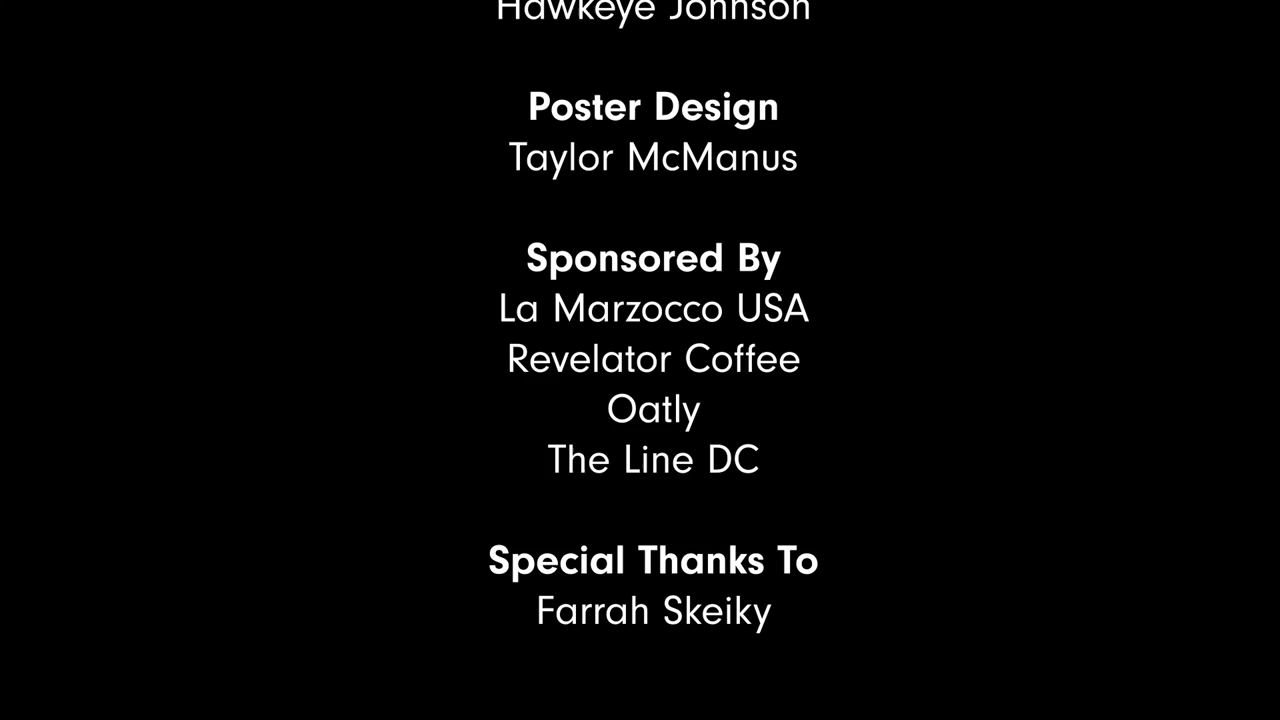 Hawkeye Johnson
Poster Design
Taylor McManus
Sponsored By
La Marzocco USA
Revelator Coffee
Oatly
The Line DC
Special Thanks To
Farrah Skeiky